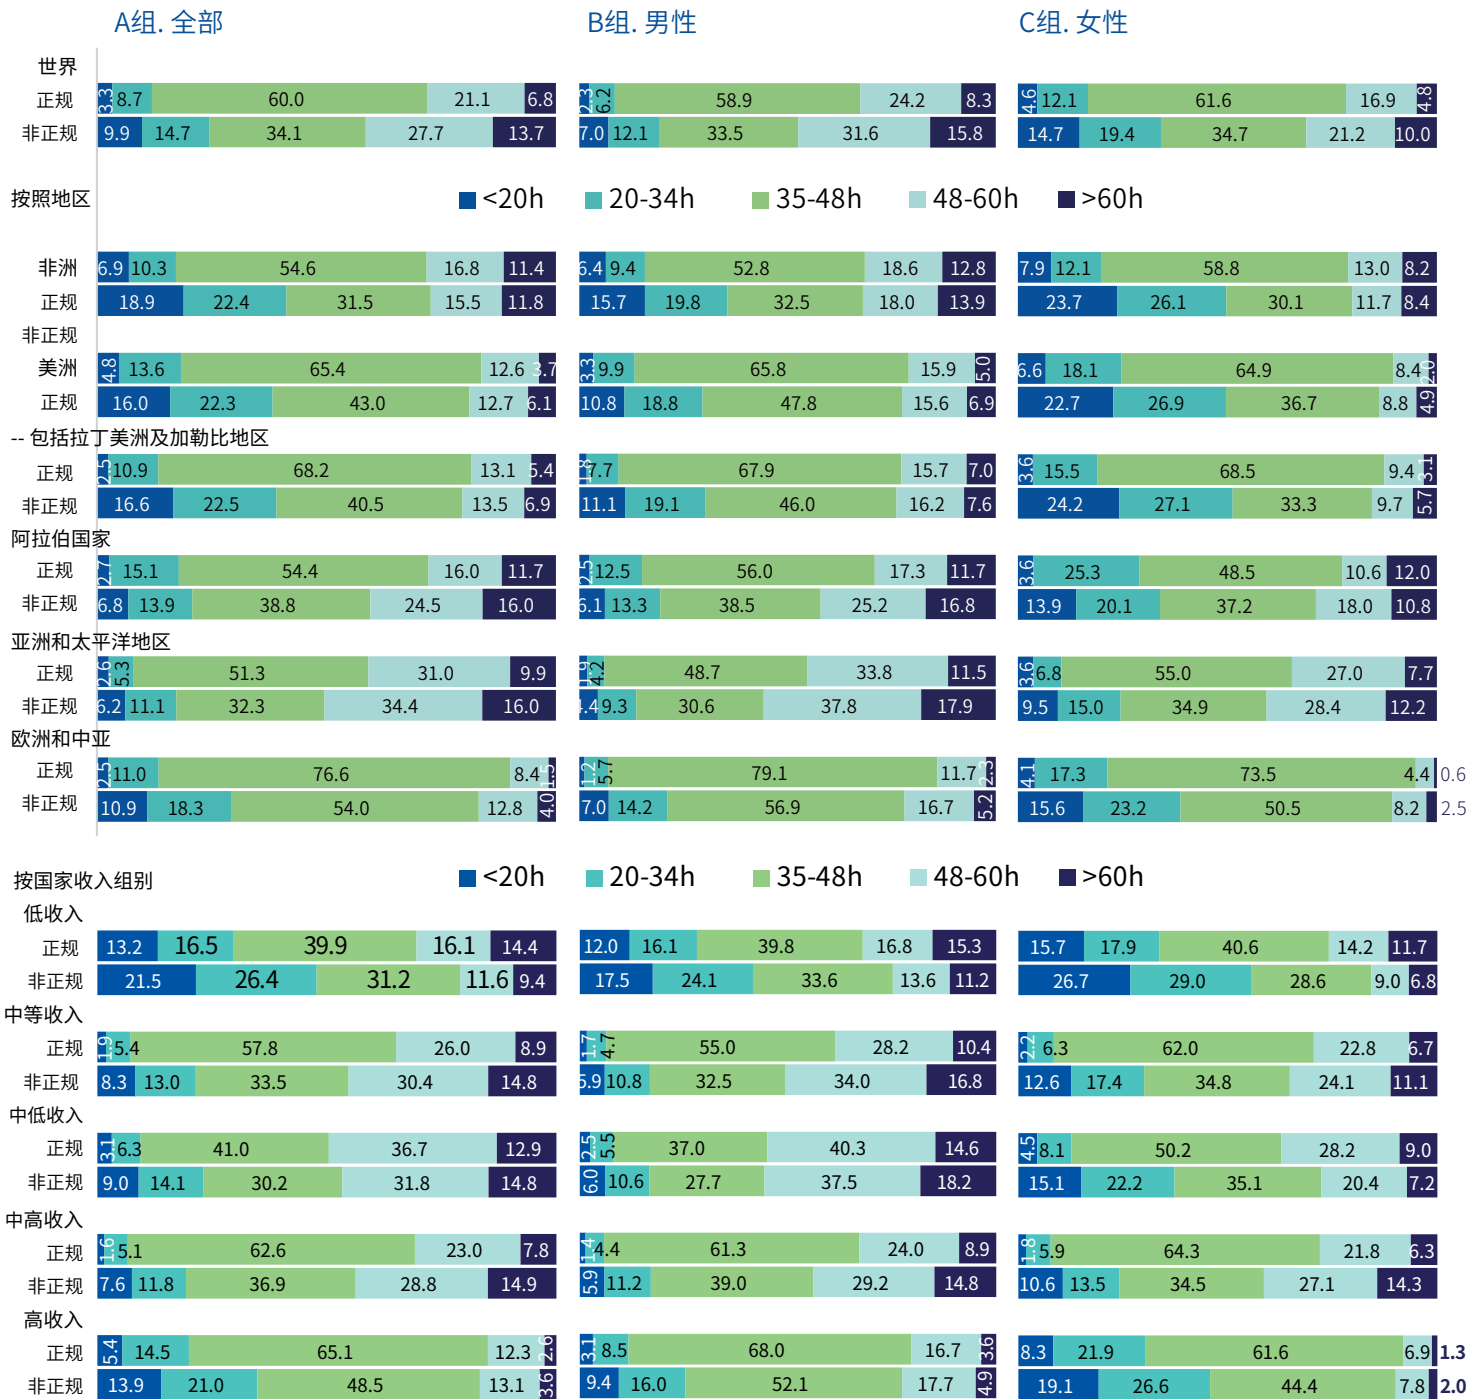 A组. 全部 B组. 男性 C组. 女性
世界
正规 3.3 8.7 60.0 21.1 6.8 2.3 6.2 58.9 24.2 8.3 4.6 12.1 61.6 16.9 4.8
非正规 9.9 14.7 34.1 27.7 13.7 7.0 12.1 33.5 31.6 15.8 14.7 19.4 34.7 21.2 10.0
按照地区 <20h 20-34h 35-48h 48-60h >60h
非洲 6.9 10.3 54.6 16.8 11.4 6.4 9.4 52.8 18.6 12.8 7.9 12.1 58.8 13.0 8.2
正规 18.9 22.4 31.5 15.5 11.8 15.7 19.8 32.5 18.0 13.9 23.7 26.1 30.1 11.7 8.4
非正规
美洲 4.8 13.6 65.4 12.6 3.7 3.3 9.9 65.8 15.9 5.0 6.6 18.1 64.9 8.4 2.0
正规 16.0 22.3 43.0 12.7 6.1 10.8 18.8 47.8 15.6 6.9 22.7 26.9 36.7 8.8 4.9
-- 包括拉丁美洲及加勒比地区
正规 2.5 10.9 68.2 13.1 5.4 1.8 7.7 67.9 15.7 7.0 3.6 15.5 68.5 9.4 3.1
非正规 16.6 22.5 40.5 13.5 6.9 11.1 19.1 46.0 16.2 7.6 24.2 27.1 33.3 9.7 5.7
阿拉伯国家
正规 2.7 15.1 54.4 16.0 11.7 2.5 12.5 56.0 17.3 11.7 3.6 25.3 48.5 10.6 12.0
非正规 6.8 13.9 38.8 24.5 16.0 6.1 13.3 38.5 25.2 16.8 13.9 20.1 37.2 18.0 10.8
亚洲和太平洋地区
正规 2.6 5.3 51.3 31.0 9.9 1.9 4.2 48.7 33.8 11.5 3.6 6.8 55.0 27.0 7.7
非正规 6.2 11.1 32.3 34.4 16.0 4.4 9.3 30.6 37.8 17.9 9.5 15.0 34.9 28.4 12.2
欧洲和中亚
正规 2.5 11.0 76.6 8.4 1.5 1.2 5.7 79.1 11.7 2.3 4.1 17.3 73.5 4.4 0.6
非正规 10.9 18.3 54.0 12.8 4.0 7.0 14.2 56.9 16.7 5.2 15.6 23.2 50.5 8.2 2.5
按国家收入组别 <20h 20-34h 35-48h 48-60h >60h
低收入
正规 13.2 16.5 39.9 16.1 14.4 12.0 16.1 39.8 16.8 15.3 15.7 17.9 40.6 14.2 11.7
非正规 21.5 26.4 31.2 11.6 9.4 17.5 24.1 33.6 13.6 11.2 26.7 29.0 28.6 9.0 6.8
中等收入
正规 1.9 5.4 57.8 26.0 8.9 1.7 4.7 55.0 28.2 10.4 2.2 6.3 62.0 22.8 6.7
非正规 8.3 13.0 33.5 30.4 14.8 5.9 10.8 32.5 34.0 16.8 12.6 17.4 34.8 24.1 11.1
中低收入
正规 3.1 6.3 41.0 36.7 12.9 2.5 5.5 37.0 40.3 14.6 4.5 8.1 50.2 28.2 9.0
非正规 9.0 14.1 30.2 31.8 14.8 6.0 10.6 27.7 37.5 18.2 15.1 22.2 35.1 20.4 7.2
中高收入
正规 1.6 5.1 62.6 23.0 7.8 1.4 4.4 61.3 24.0 8.9 1.8 5.9 64.3 21.8 6.3
非正规 7.6 11.8 36.9 28.8 14.9 5.9 11.2 39.0 29.2 14.8 10.6 13.5 34.5 27.1 14.3
高收入
正规 5.4 14.5 65.1 12.3 2.6 3.1 8.5 68.0 16.7 3.6 8.3 21.9 61.6 6.9 1.3
非正规 13.9 21.0 48.5 13.1 3.6 9.4 16.0 52.1 17.7 4.9 19.1 26.6 44.4 7.8 2.0